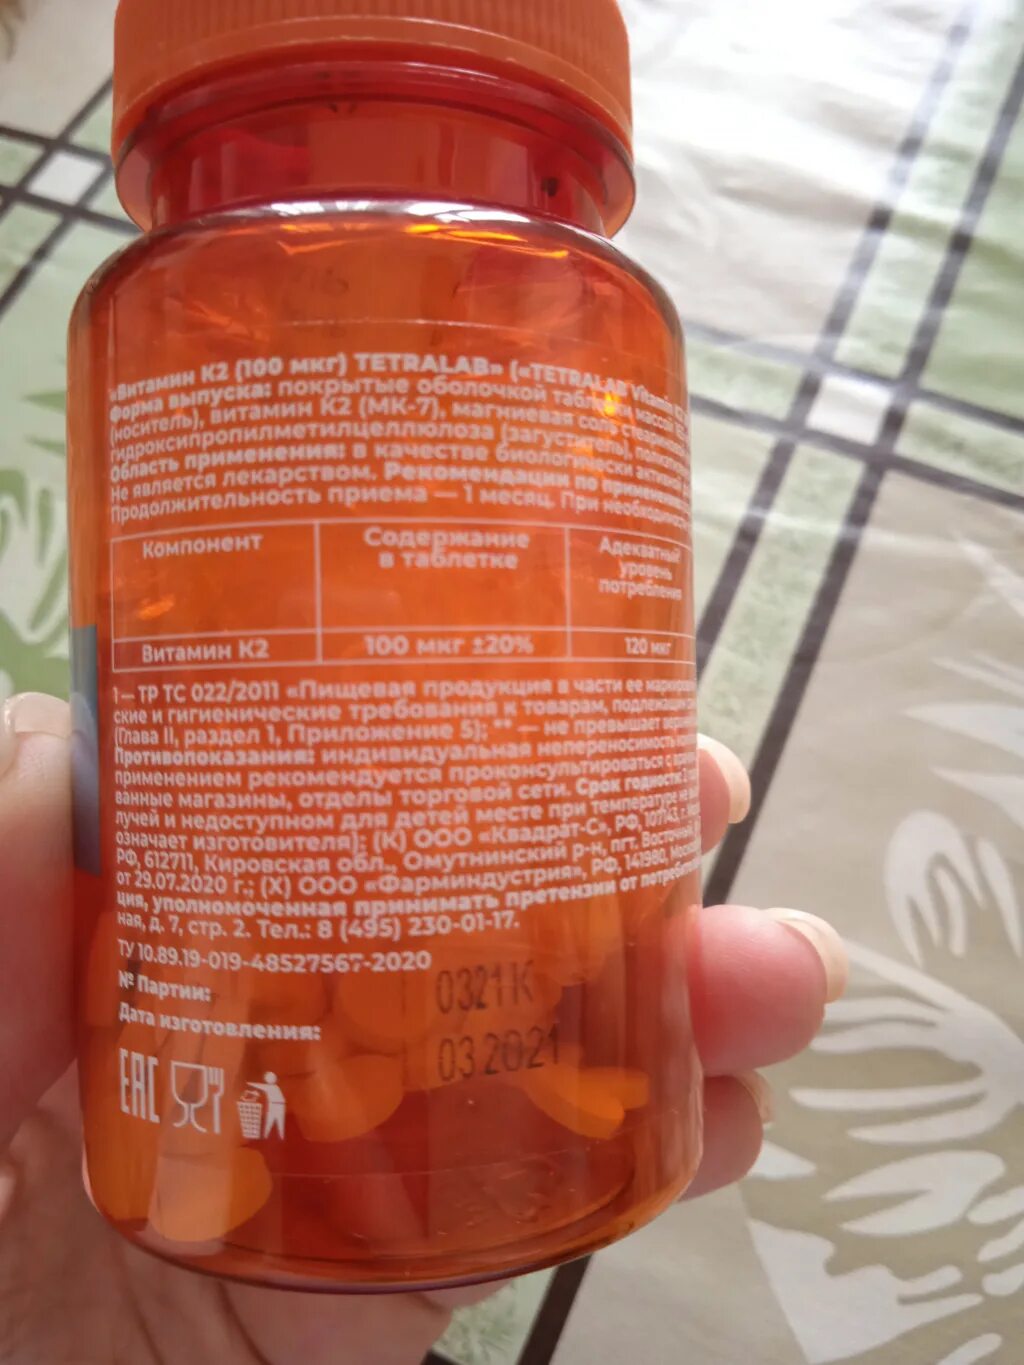 «Витамин К2 (100 мкг) TETRALAB» («TETRALAB Vitamin
Форма выпуска: покрытые оболочкой массой
(носитель), витамин К2 (МК-7), магниевая соль
гидроксипропилметилцеллюлоза (загуститель),
Область применения: в качестве биологически активной
Не является лекарством. Рекомендации по применению
Продолжительность приема — 1 месяц. При
Компонент
Содержание
в таблетке
Адекватный
уровень
потребления
Витамин К2
100 мкг ±20%
120 мкг
1 — ТР ТС 022/2011 «Пищевая продукция в части ее
ские и гигиенические требования к товарам,
(Глава II, раздел 1, Приложение 5); ** — не превышает
Противопоказания: индивидуальная непереносимость
применением рекомендуется проконсультироваться с
ванные магазины, отделы торговой сети. Срок годности: 2
лучей и недоступном для детей месте при температуре не
означает изготовителя): (К) ООО «Квадрат-С», РФ, 107143, г.
РФ, 612711, Кировская обл., Омутнинский р-н, пгт. Восточный,
от 29.07.2020 г.; (Х) ООО «Фарминдустрия», РФ, 141980,
ция, уполномоченная принимать претензии от
ная, д. 7, стр. 2. Тел.: 8 (495) 230-01-17.
ТУ 10.89.19-019-48527567-2020
№ Партии:
0321К
Дата изготовления:
03 2021
ЕАС